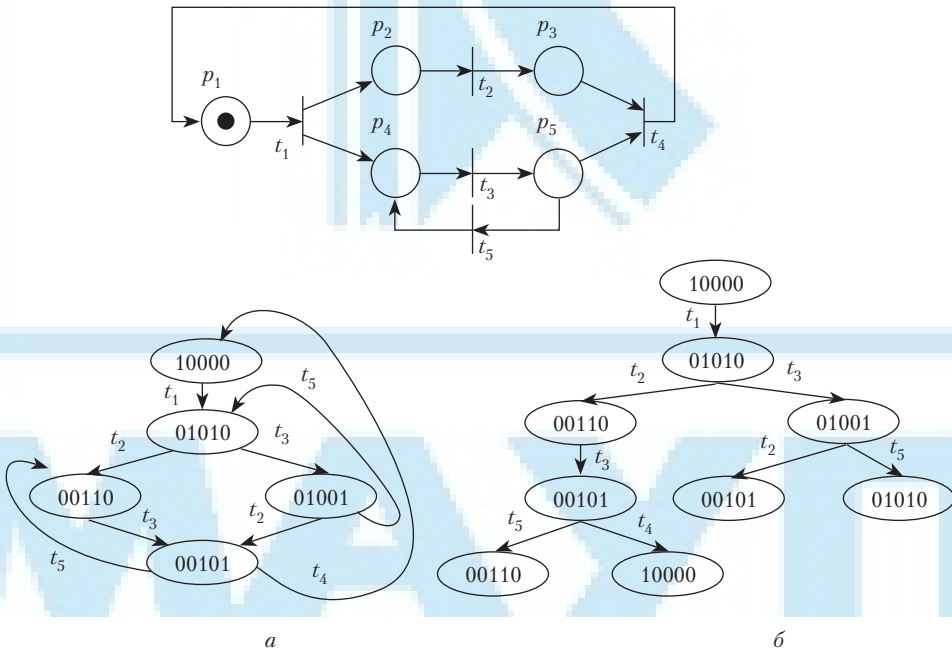 p2 p3
p1
t2
p4 p5
t1 t4
t3
t5
10000
t1
01010
t2 t3
00110 01001
t3 t2
00101
t5 t4
t5
а
10000
t1
01010
t2 t3
00110 01001
t3 t2 t5
00101 00101 01010
t5 t4
00110 10000
б
МАУП